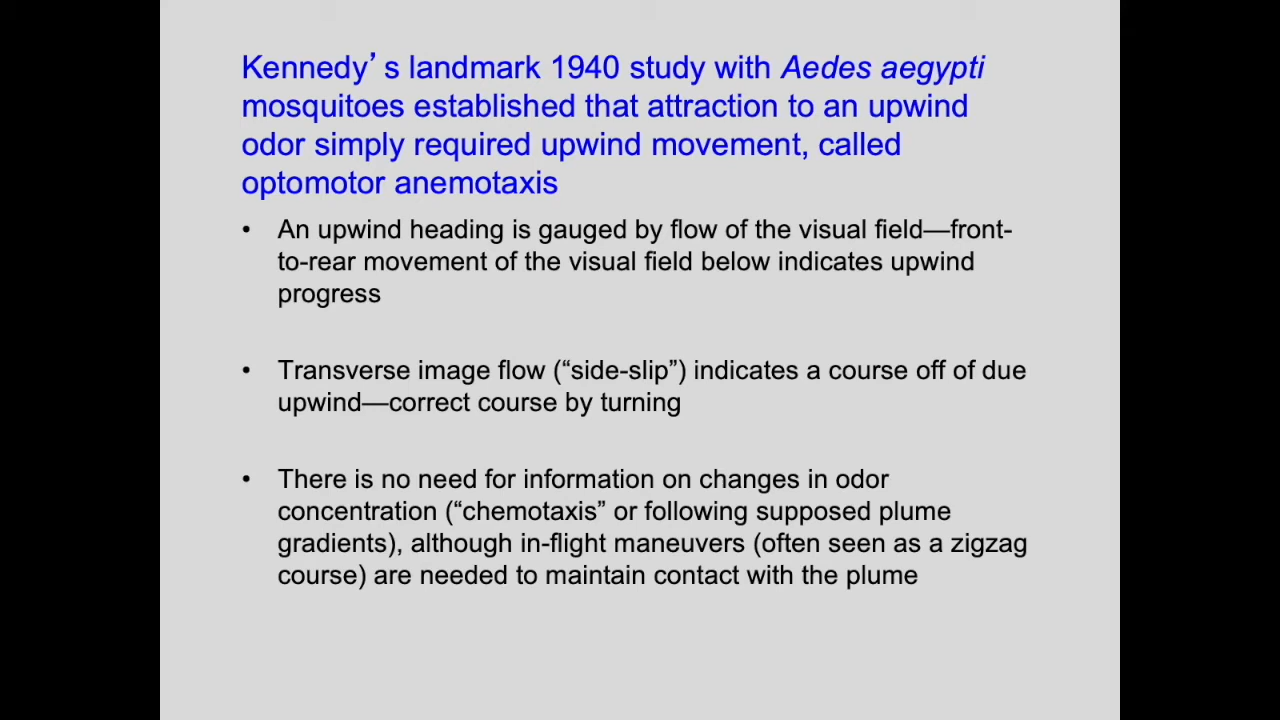 Kennedy’s landmark 1940 study with Aedes aegypti
mosquitoes established that attraction to an upwind
odor simply required upwind movement, called
optomotor anemotaxis
• An upwind heading is gauged by flow of the visual field—front-
to-rear movement of the visual field below indicates upwind
progress
• Transverse image flow (“side-slip”) indicates a course off of due
upwind—correct course by turning
• There is no need for information on changes in odor
concentration (“chemotaxis” or following supposed plume
gradients), although in-flight maneuvers (often seen as a zigzag
course) are needed to maintain contact with the plume